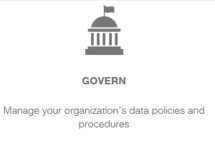 GOVERN
Manage your organization's data policies and
procedures